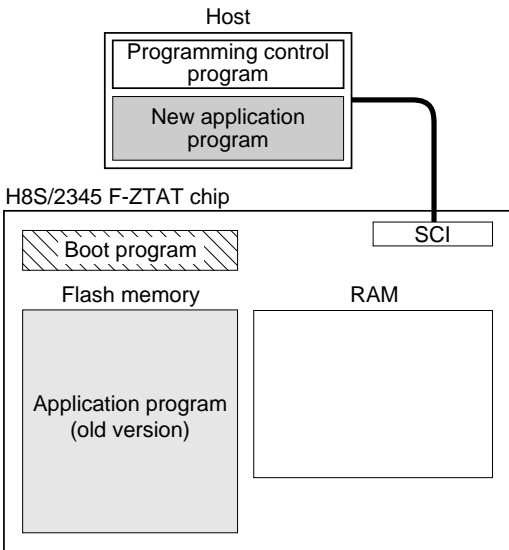 Host
Programming control
program
New application
program
H8S/2345 F-ZTAT chip
SCI
Boot program
Flash memory
RAM
Application program
(old version)